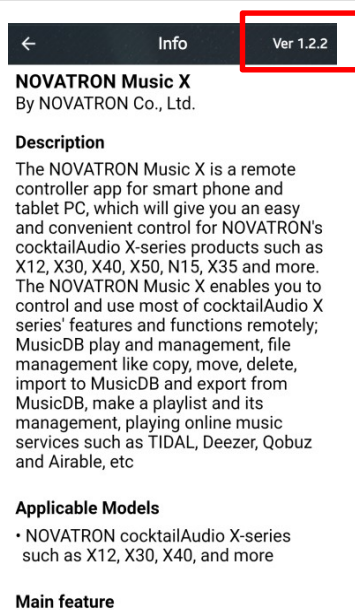 Info
Ver 1.2.2
NOVATRON Music X
By NOVATRON Co., Ltd.
Description
The NOVATRON Music X is a remote
controller app for smart phone and
tablet PC, which will give you an easy
and convenient control for NOVATRON's
cocktailAudio X-series products such as
X12, X30, X40, X50, N15, X35 and more.
The NOVATRON Music X enables you to
control and use most of cocktailAudio X
series' features and functions remotely;
MusicDB play and management, file
management like copy, move, delete,
import to MusicDB and export from
MusicDB, make a playlist and its
management, playing online music
services such as TIDAL, Deezer, Qobuz
and Airable, etc
Applicable Models
• NOVATRON cocktailAudio X-series
such as X12, X30, X40, and more
Main feature